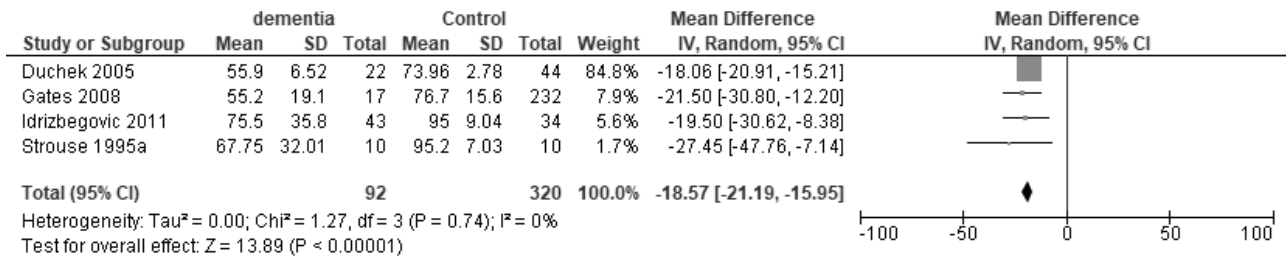 dementia Control Mean Difference Mean Difference
Study or Subgroup Mean SD Total Mean SD Total Weight IV, Random, 95% CI IV, Random, 95% CI
Duchek 2005 55.9 6.52 22 73.96 2.78 44 84.8% -18.06 [-20.91, -15.21]
Gates 2008 55.2 19.1 17 76.7 15.6 232 7.9% -21.50 [-30.80, -12.20]
Idrizbegovic 2011 75.5 35.8 43 95 9.04 34 5.6% -19.50 [-30.62, -8.38]
Strouse 1995a 67.75 32.01 10 95.2 7.03 10 1.7% -27.45 [-47.76, -7.14]
Total (95% CI) 92 320 100.0% -18.57 [-21.19, -15.95]
Heterogeneity: Tau² = 0.00; Chi² = 1.27, df = 3 (P = 0.74); I² = 0%
Test for overall effect: Z = 13.89 (P < 0.00001)
-100 -50 0 50 100